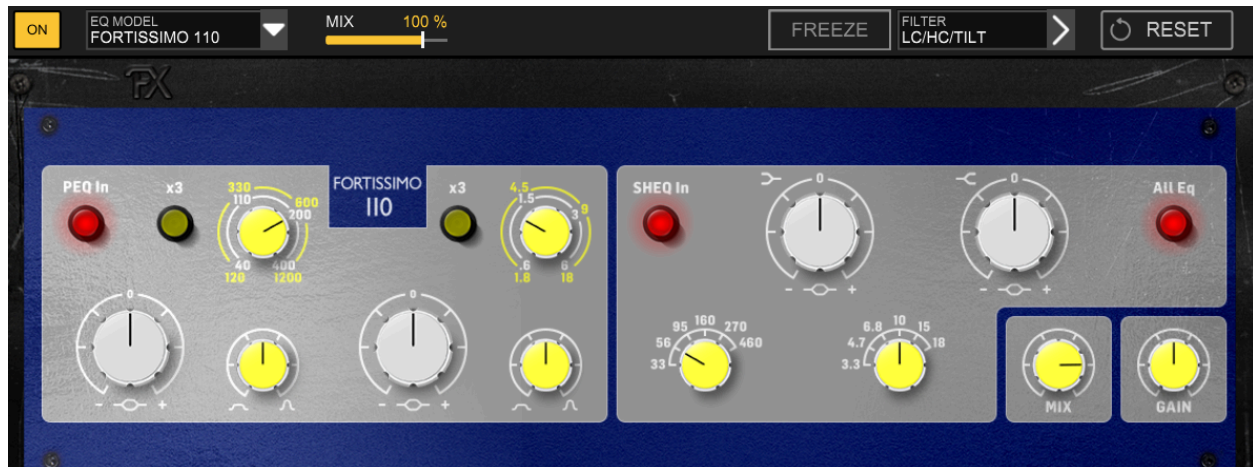 ON
EQ MODEL
FORTISSIMO 110
MIX 100 %
FREEZE
FILTER
LC/HC/TILT
RESET
FX
PEQ In
x3
330
110
600
200
40
400
120
1200
FORTISSIMO
110
x3
4.5
1.5
9
3
.6
6
1.8
18
0
- +
0
- +
SHEQ In
0
- +
0
- +
All Eq
33
56
95
160
270
460
3.3
4.7
6.8
10
15
18
MIX
GAIN